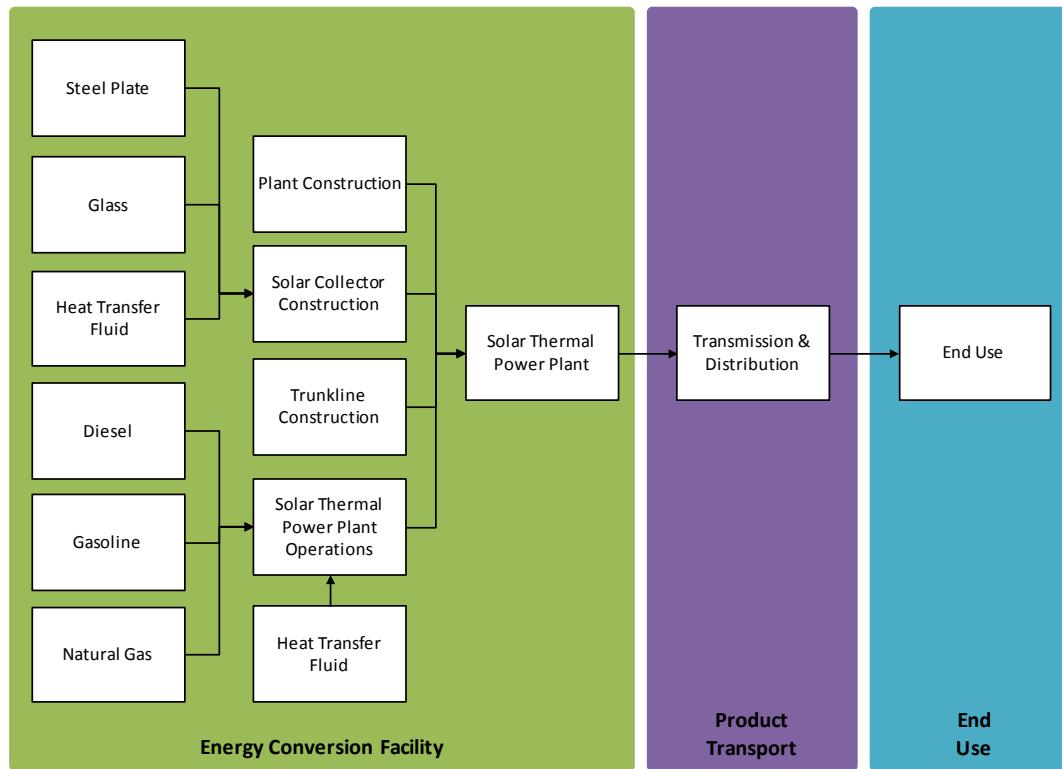 Steel Plate
Glass
Heat Transfer
Fluid
Diesel
Gasoline
Natural Gas
Plant Construction
Solar Collector
Construction
Trunkline
Construction
Solar Thermal
Power Plant
Operations
Heat Transfer
Fluid
Solar Thermal
Power Plant
Energy Conversion Facility
Transmission &
Distribution
Product
Transport
End Use
End
Use